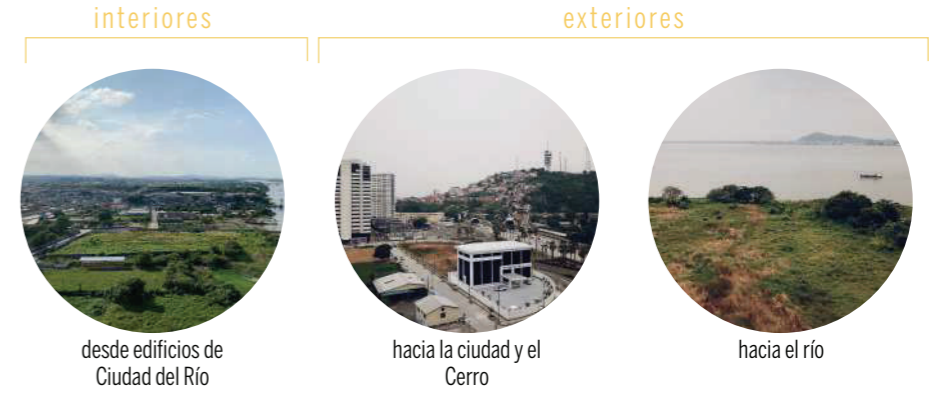 interiores
exteriores
desde edificios de
Ciudad del Río
hacia la ciudad y el
Cerro
hacia el río